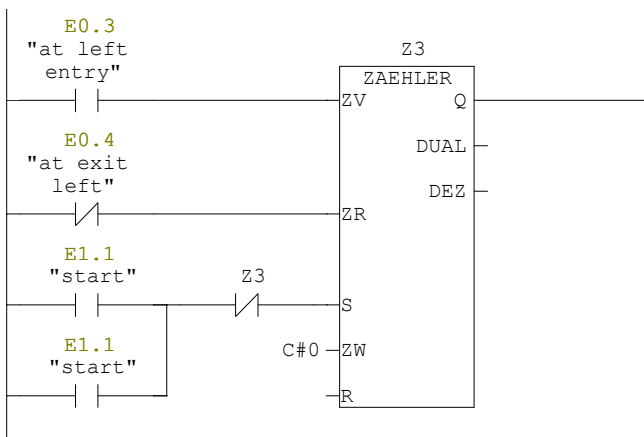 E0.3
"at left
entry"
Z3
ZAEHLER
ZV
Q
E0.4
"at exit
left"
DUAL
DEZ
ZR
E1.1
"start"
Z3
S
E1.1
"start"
C#0
ZW
R